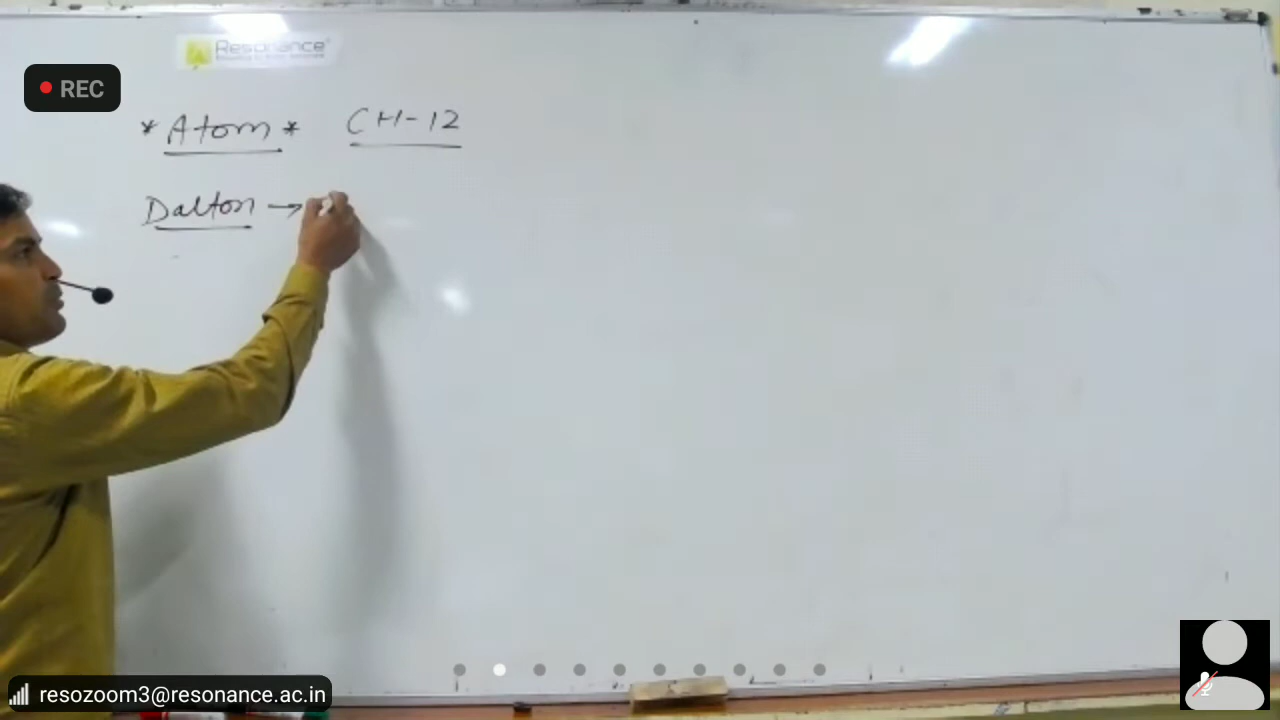 Resonance
REC
* Atom * CH-12
Dalton →
resozoom3@resonance.ac.in